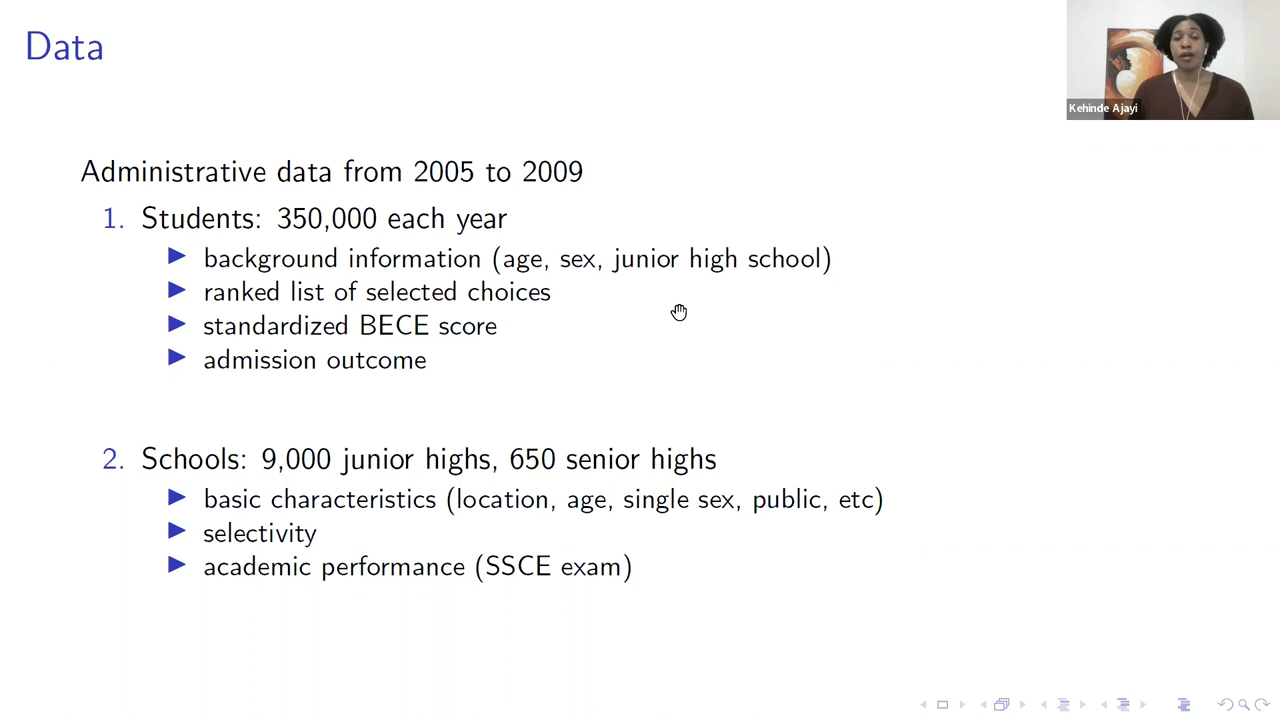 Data
Kehinde Ajayi
Administrative data from 2005 to 2009
1. Students: 350,000 each year
background information (age, sex, junior high school)
ranked list of selected choices
standardized BECE score
admission outcome
2. Schools: 9,000 junior highs, 650 senior highs
basic characteristics (location, age, single sex, public, etc)
selectivity
academic performance (SSCE exam)